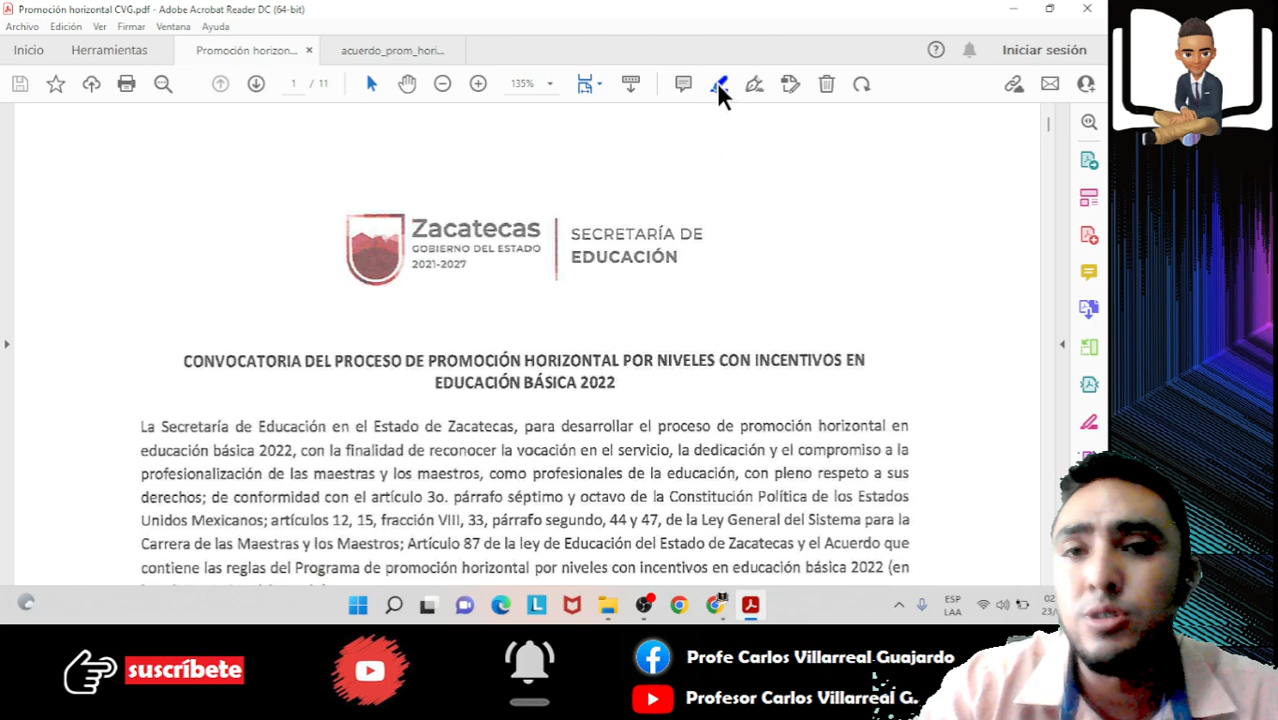 Promoción horizontal CVG.pdf - Adobe Acrobat Reader DC (64-bit)
Archivo Edición Ver Firmar Ventana Ayuda
Inicio Herramientas Promoción horizon... × acuerdo_prom_hori... Iniciar sesión
1 / 11 135%
Zacatecas
GOBIERNO DEL ESTADO
2021-2027
SECRETARÍA DE
EDUCACIÓN
CONVOCATORIA DEL PROCESO DE PROMOCIÓN HORIZONTAL POR NIVELES CON INCENTIVOS EN
EDUCACIÓN BÁSICA 2022
La Secretaría de Educación en el Estado de Zacatecas, para desarrollar el proceso de promoción horizontal en
educación básica 2022, con la finalidad de reconocer la vocación en el servicio, la dedicación y el compromiso a la
profesionalización de las maestras y los maestros, como profesionales de la educación, con pleno respeto a sus
derechos; de conformidad con el artículo 3o. párrafo séptimo y octavo de la Constitución Política de los Estados
Unidos Mexicanos; artículos 12, 15, fracción VIII, 33, párrafo segundo, 44 y 47, de la Ley General del Sistema para la
Carrera de las Maestras y los Maestros; Artículo 87 de la ley de Educación del Estado de Zacatecas y el Acuerdo que
contiene las reglas del Programa de promoción horizontal por niveles con incentivos en educación básica 2022 (en
ESP
LAA
suscríbete
Profe Carlos Villarreal Guajardo
Profesor Carlos Villarreal G.